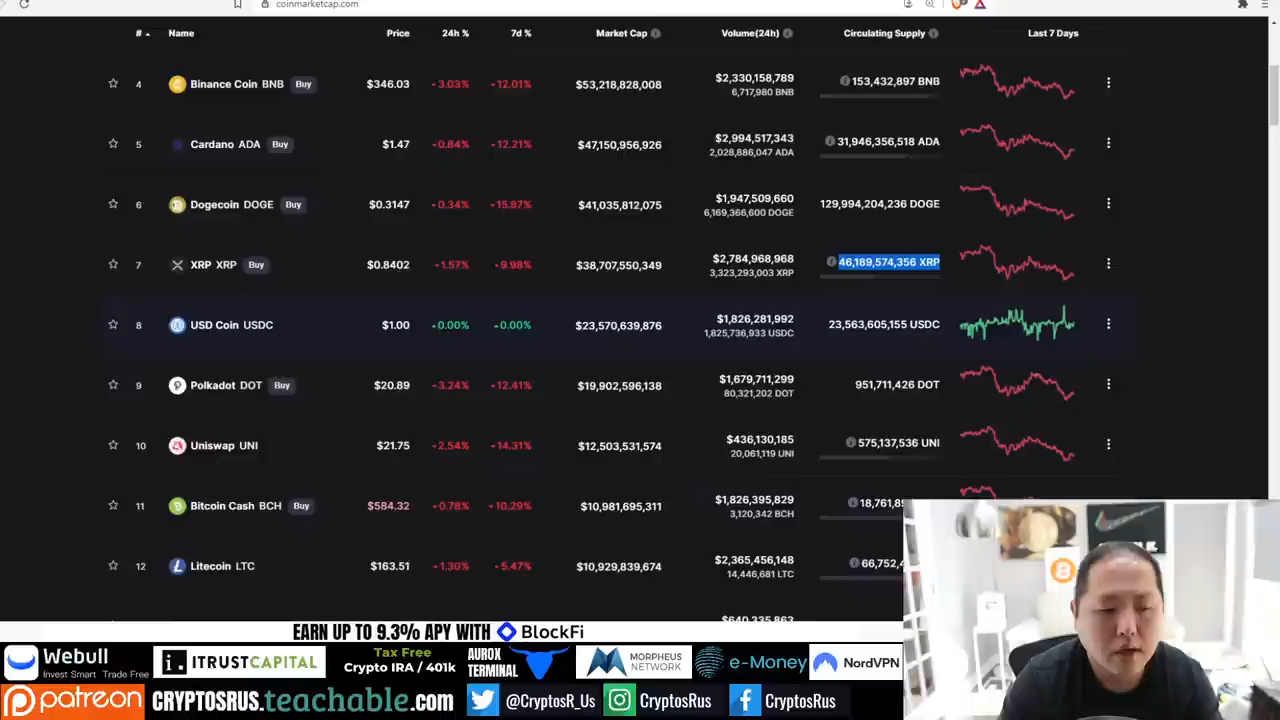 coinmarketcap.com
# Name Price 24h % 7d % Market Cap Volume(24h) Circulating Supply Last 7 Days
4 Binance Coin BNB Buy $346.03 -3.03% -12.01% $53,218,828,008 $2,330,158,789 153,432,897 BNB
6,717,980 BNB
5 Cardano ADA Buy $1.47 -0.84% -12.21% $47,150,956,926 $2,994,517,343 31,946,356,518 ADA
2,028,886,047 ADA
6 Dogecoin DOGE Buy $0.3147 -0.34% -15.87% $41,035,812,075 $1,947,509,660 129,994,204,236 DOGE
6,169,366,600 DOGE
7 XRP XRP Buy $0.8402 -1.57% -9.98% $38,707,550,349 $2,784,968,968 46,189,574,356 XRP
3,323,293,003 XRP
8 USD Coin USDC $1.00 0.00% 0.00% $23,570,639,876 $1,826,281,992 23,563,605,155 USDC
1,825,736,933 USDC
9 Polkadot DOT Buy $20.89 -3.24% -12.41% $19,902,596,138 $1,679,711,299 951,711,426 DOT
80,321,202 DOT
10 Uniswap UNI $21.75 -2.54% -14.31% $12,503,531,574 $436,130,185 575,137,536 UNI
20,061,119 UNI
11 Bitcoin Cash BCH Buy $584.32 -0.78% -10.29% $10,981,695,311 $1,826,395,829 18,761,89
3,120,342 BCH
12 Litecoin LTC $163.51 -1.30% -5.47% $10,929,839,674 $2,365,456,148 66,752,4
14,446,681 LTC
EARN UP TO 9.3% APY WITH BlockFi
Webull
Invest Smart Trade Free
ITRUSTCAPITAL
Tax Free
Crypto IRA / 401k
AUROX
TERMINAL
MORPHEUS
NETWORK
e-Money
NordVPN
patreon CRYPTOSRUS.teachable.com @CryptosR_Us CryptosRus CryptosRus